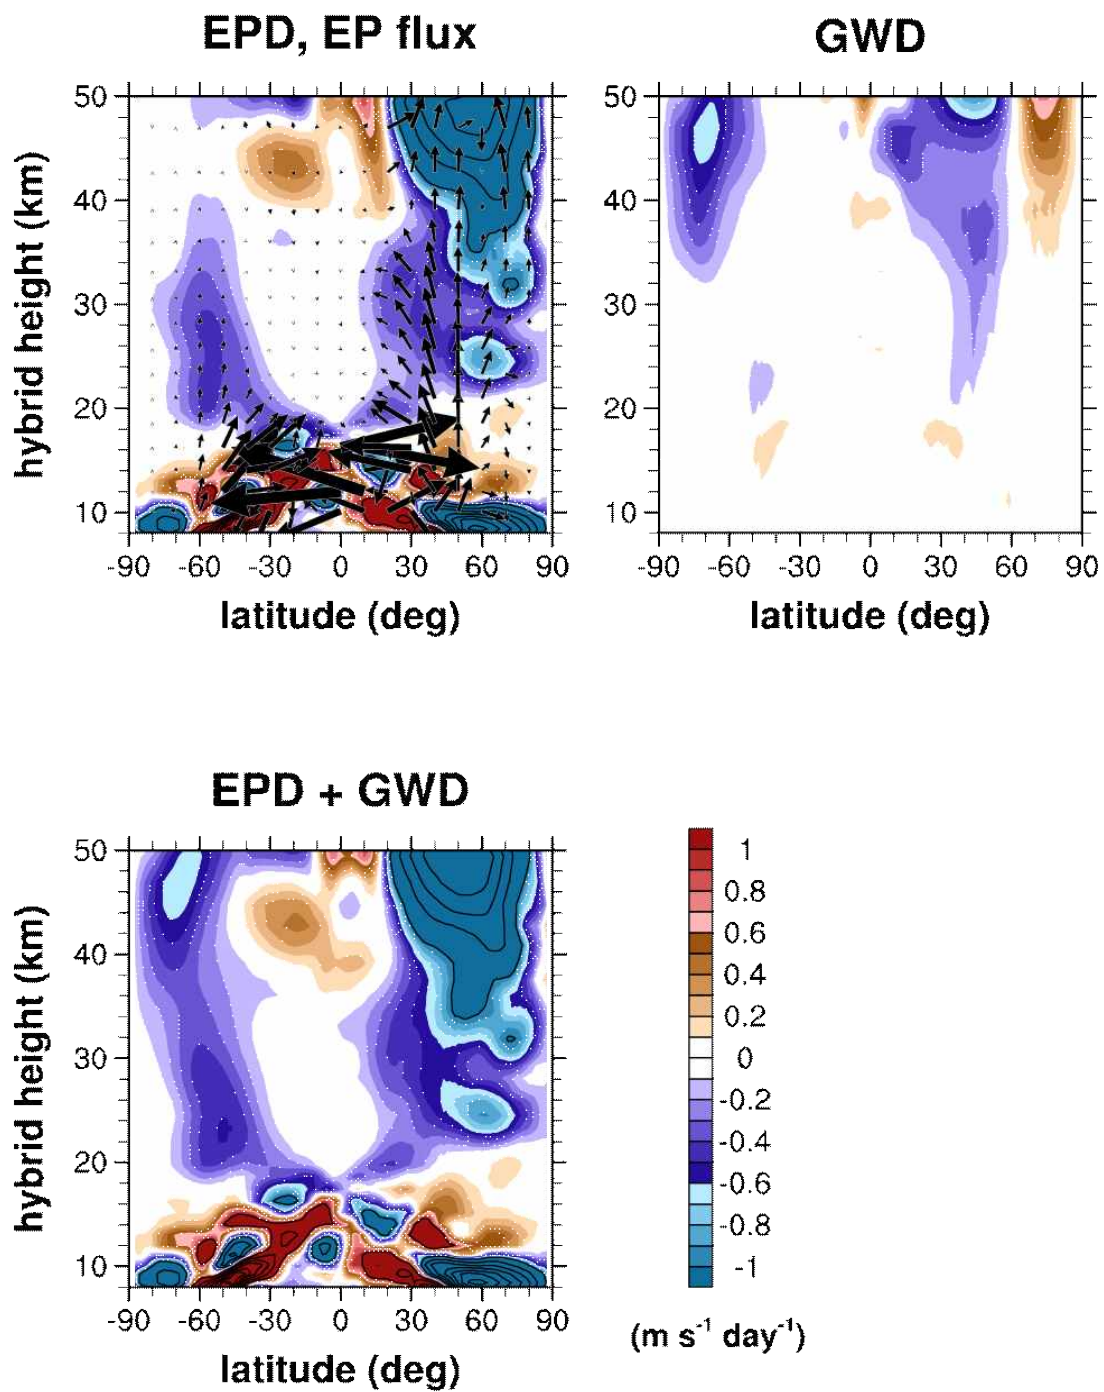 EPD, EP flux
GWD
50
40
30
20
10
hybrid height (km)
-90 -60 -30 0 30 60 90
latitude (deg)
50
40
30
20
10
-90 -60 -30 0 30 60 90
latitude (deg)
EPD + GWD
50
40
30
20
10
hybrid height (km)
-90 -60 -30 0 30 60 90
latitude (deg)
1
0.8
0.6
0.4
0.2
0
-0.2
-0.4
-0.6
-0.8
-1
(m s⁻¹ day⁻¹)